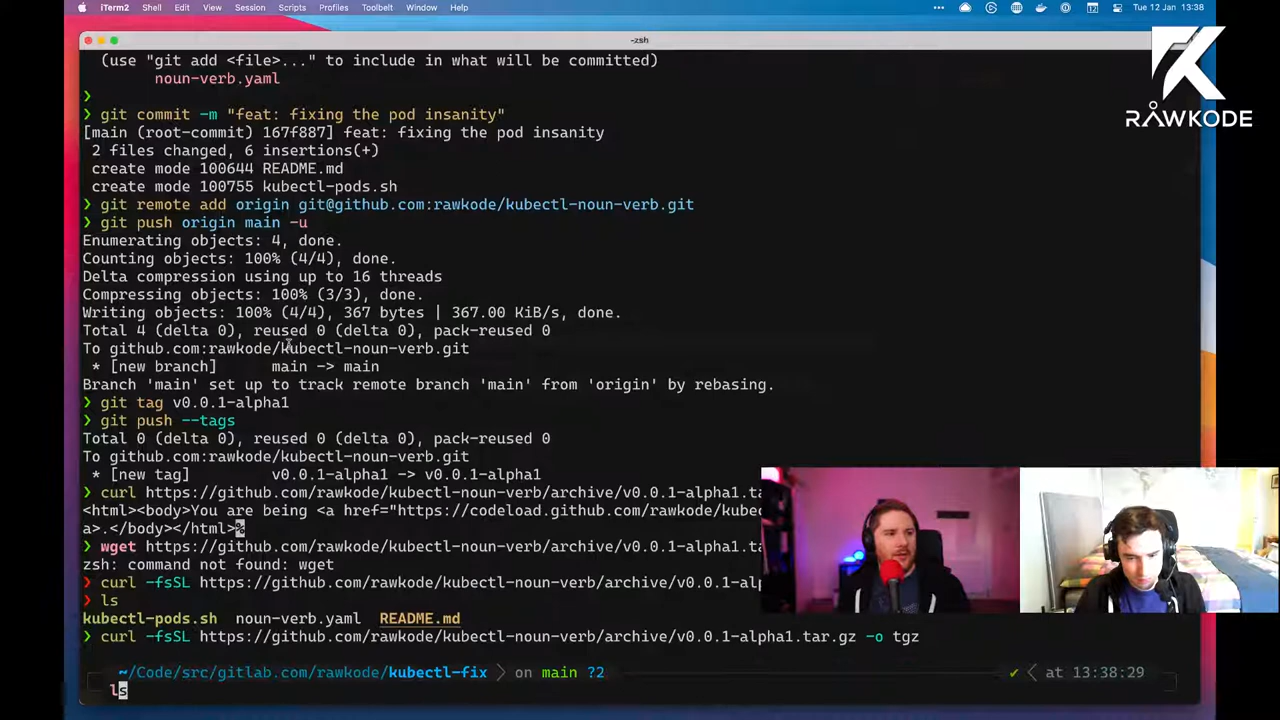 iTerm2 Shell Edit View Session Scripts Profiles Toolbelt Window Help
Tue 12 Jan 13:38
-zsh
RAWKODE
(use "git add <file>..." to include in what will be committed)
noun-verb.yaml
❯
❯ git commit -m "feat: fixing the pod insanity"
[main (root-commit) 167f887] feat: fixing the pod insanity
2 files changed, 6 insertions(+)
create mode 100644 README.md
create mode 100755 kubectl-pods.sh
❯ git remote add origin git@github.com:rawkode/kubectl-noun-verb.git
❯ git push origin main -u
Enumerating objects: 4, done.
Counting objects: 100% (4/4), done.
Delta compression using up to 16 threads
Compressing objects: 100% (3/3), done.
Writing objects: 100% (4/4), 367 bytes | 367.00 KiB/s, done.
Total 4 (delta 0), reused 0 (delta 0), pack-reused 0
To github.com:rawkode/kubectl-noun-verb.git
* [new branch] main -> main
Branch 'main' set up to track remote branch 'main' from 'origin' by rebasing.
❯ git tag v0.0.1-alpha1
❯ git push --tags
Total 0 (delta 0), reused 0 (delta 0), pack-reused 0
To github.com:rawkode/kubectl-noun-verb.git
* [new tag] v0.0.1-alpha1 -> v0.0.1-alpha1
❯ curl https://github.com/rawkode/kubectl-noun-verb/archive/v0.0.1-alpha1.ta
<html><body>You are being <a href="https://codeload.github.com/rawkode/kubec
a>.</body></html>%
❯ wget https://github.com/rawkode/kubectl-noun-verb/archive/v0.0.1-alpha1.ta
zsh: command not found: wget
❯ curl -fsSL https://github.com/rawkode/kubectl-noun-verb/archive/v0.0.1-alp
❯ ls
kubectl-pods.sh noun-verb.yaml README.md
❯ curl -fsSL https://github.com/rawkode/kubectl-noun-verb/archive/v0.0.1-alpha1.tar.gz -o tgz
~/Code/src/gitlab.com/rawkode/kubectl-fix on main ?2 ✔ at 13:38:29
ls